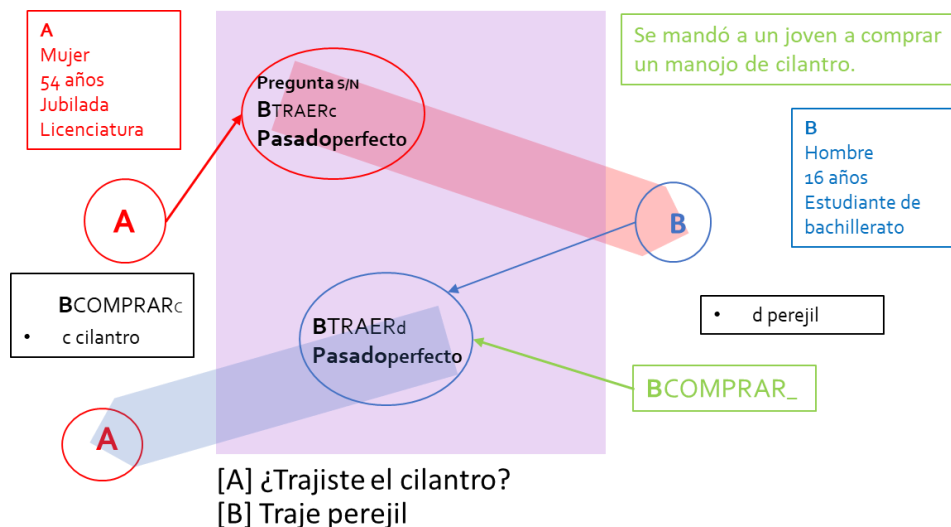 A
Mujer
54 años
Jubilada
Licenciatura
Pregunta S/N
BTRAERc
Pasadoperfecto
Se mandó a un joven a comprar
un manojo de cilantro.
B
Hombre
16 años
Estudiante de
bachillerato
A
B
BCOMPRARc
• c cilantro
BTRAERd
Pasadoperfecto
• d perejil
BCOMPRAR_
A
[A] ¿Trajiste el cilantro?
[B] Traje perejil